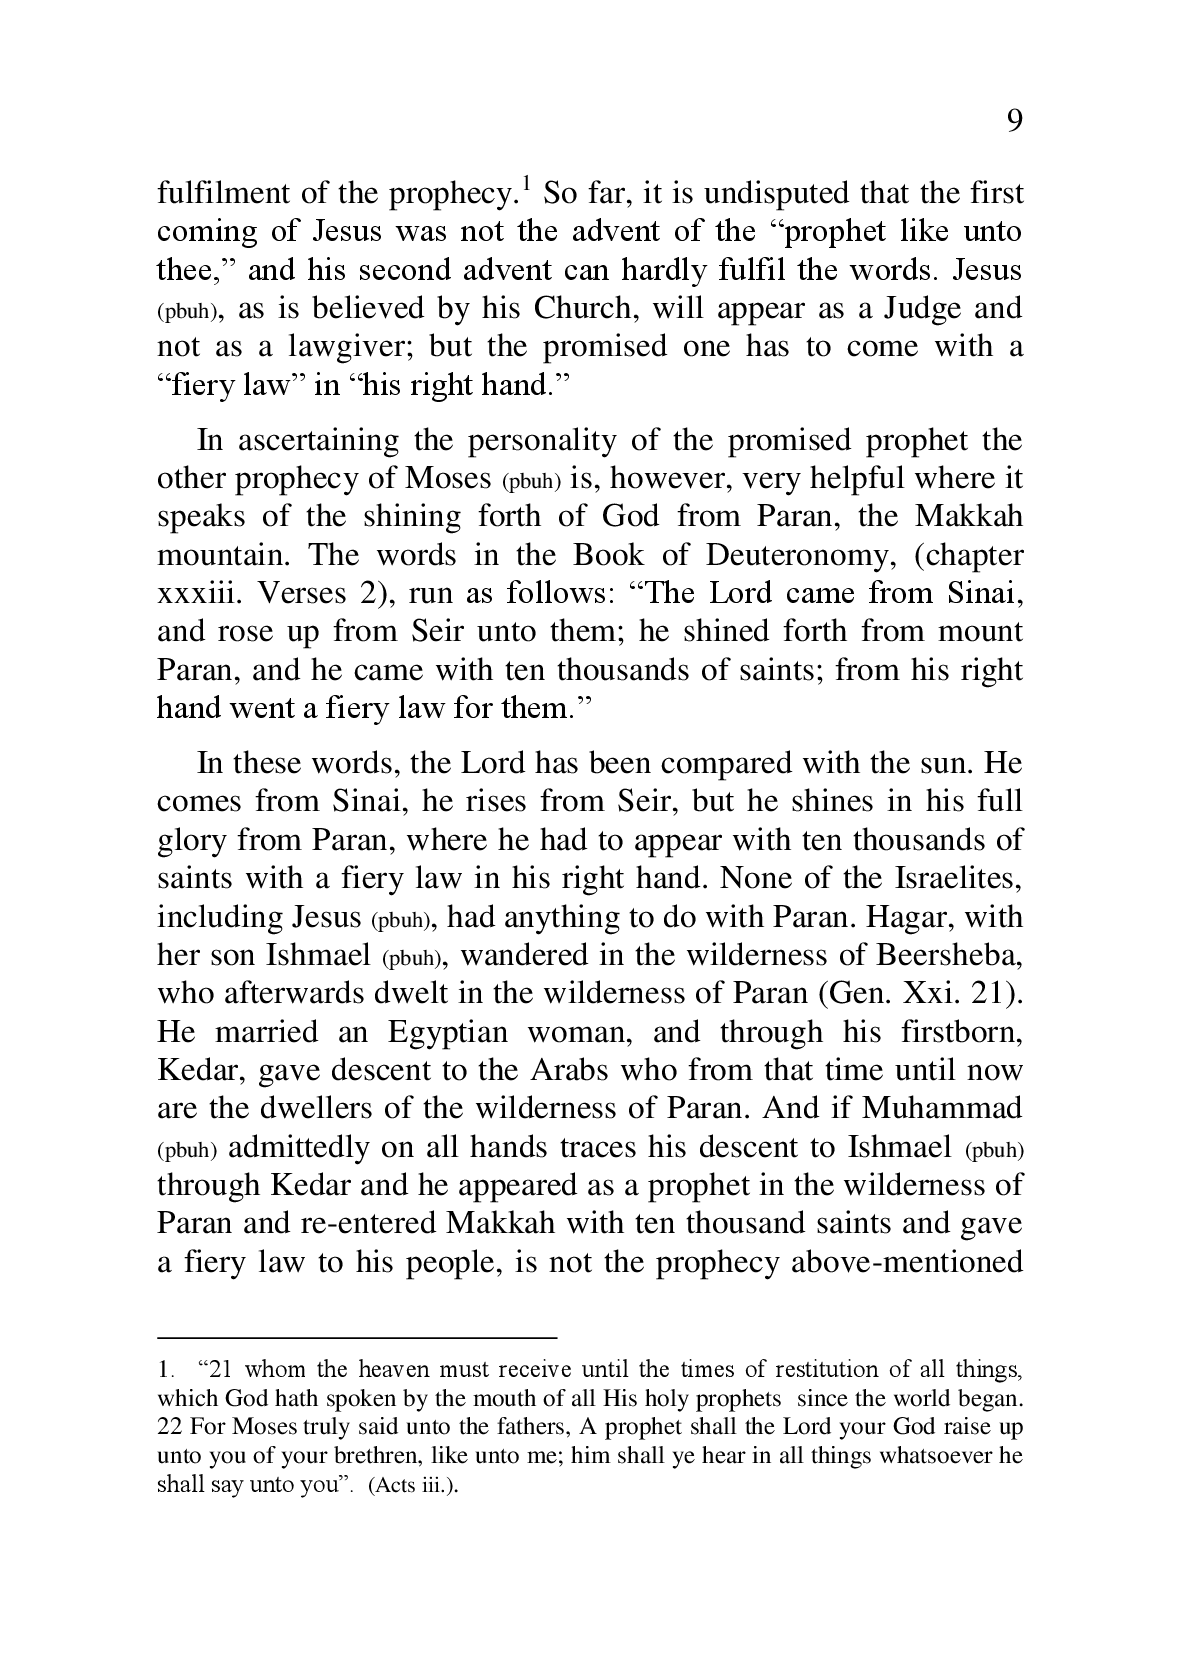 9
fulfilment of the prophecy.1 So far, it is undisputed that the first
coming of Jesus was not the advent of the “prophet like unto
thee,” and his second advent can hardly fulfil the words. Jesus
(pbuh), as is believed by his Church, will appear as a Judge and
not as a lawgiver; but the promised one has to come with a
“fiery law” in “his right hand.”
In ascertaining the personality of the promised prophet the
other prophecy of Moses (pbuh) is, however, very helpful where it
speaks of the shining forth of God from Paran, the Makkah
mountain. The words in the Book of Deuteronomy, (chapter
xxxiii. Verses 2), run as follows: “The Lord came from Sinai,
and rose up from Seir unto them; he shined forth from mount
Paran, and he came with ten thousands of saints; from his right
hand went a fiery law for them.”
In these words, the Lord has been compared with the sun. He
comes from Sinai, he rises from Seir, but he shines in his full
glory from Paran, where he had to appear with ten thousands of
saints with a fiery law in his right hand. None of the Israelites,
including Jesus (pbuh), had anything to do with Paran. Hagar, with
her son Ishmael (pbuh), wandered in the wilderness of Beersheba,
who afterwards dwelt in the wilderness of Paran (Gen. Xxi. 21).
He married an Egyptian woman, and through his firstborn,
Kedar, gave descent to the Arabs who from that time until now
are the dwellers of the wilderness of Paran. And if Muhammad
(pbuh) admittedly on all hands traces his descent to Ishmael (pbuh)
through Kedar and he appeared as a prophet in the wilderness of
Paran and re-entered Makkah with ten thousand saints and gave
a fiery law to his people, is not the prophecy above-mentioned
1. “21 whom the heaven must receive until the times of restitution of all things,
which God hath spoken by the mouth of all His holy prophets since the world began.
22 For Moses truly said unto the fathers, A prophet shall the Lord your God raise up
unto you of your brethren, like unto me; him shall ye hear in all things whatsoever he
shall say unto you”. (Acts iii.).